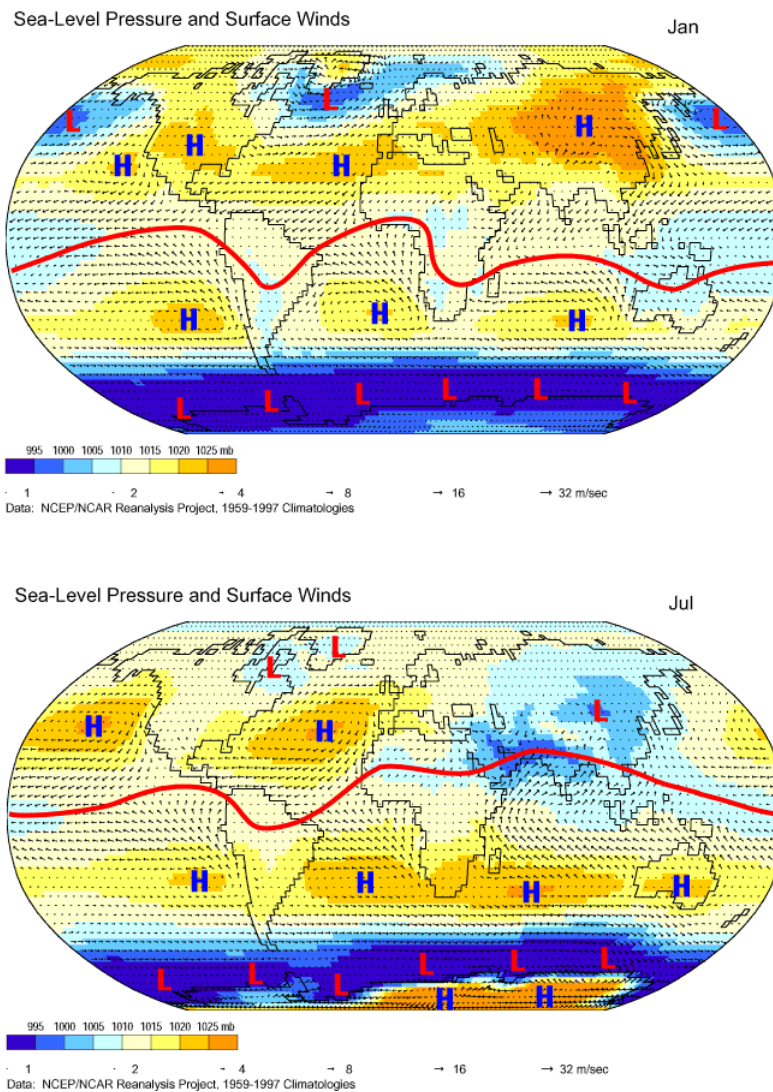 Sea-Level Pressure and Surface Winds Jan
L L L
H H H H
H H H
L L L L L L
995 1000 1005 1010 1015 1020 1025 mb
· 1 · 2 → 4 → 8 → 16 → 32 m/sec
Data: NCEP/NCAR Reanalysis Project, 1959-1997 Climatologies
Sea-Level Pressure and Surface Winds Jul
L L
H H L
H H H H
L L L L L L
H H
995 1000 1005 1010 1015 1020 1025 mb
· 1 · 2 → 4 → 8 → 16 → 32 m/sec
Data: NCEP/NCAR Reanalysis Project, 1959-1997 Climatologies